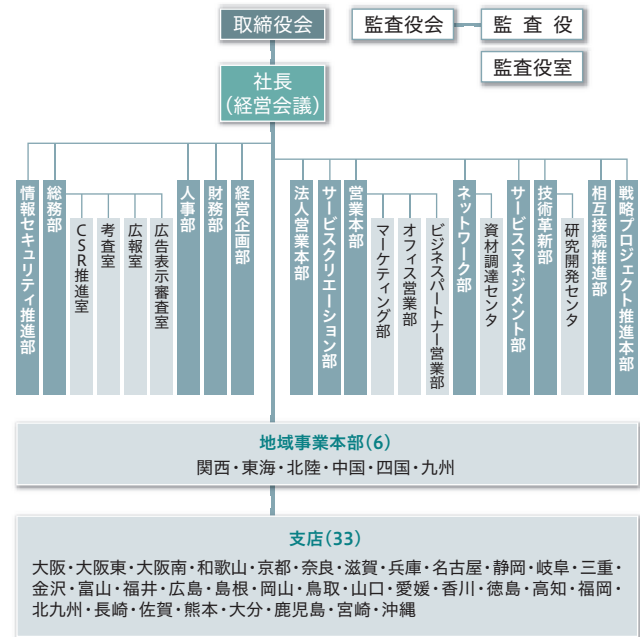 取締役会
監査役会
監査役
監査役室
社長
(経営会議)
情報セキュリティ推進部
総務部
CSR推進室
考査室
広報室
広告表示審査室
人事部
財務部
経営企画部
法人営業本部
サービスクリエーション部
営業本部
マーケティング部
オフィス営業部
ビジネスパートナー営業部
ネットワーク部
資材調達センタ
サービスマネジメント部
技術革新部
研究開発センタ
相互接続推進部
戦略プロジェクト推進本部
地域事業本部(6)
関西・東海・北陸・中国・四国・九州
支店(33)
大阪・大阪東・大阪南・和歌山・京都・奈良・滋賀・兵庫・名古屋・静岡・岐阜・三重・
金沢・富山・福井・広島・島根・岡山・鳥取・山口・愛媛・香川・徳島・高知・福岡・
北九州・長崎・佐賀・熊本・大分・鹿児島・宮崎・沖縄